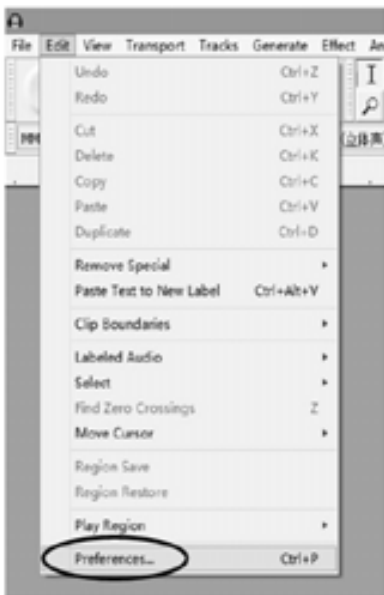 File Edit View Transport Tracks Generate Effect
Undo Ctrl+Z
Redo Ctrl+Y
Cut Ctrl+X
Delete Ctrl+K
Copy Ctrl+C
Paste Ctrl+V
Duplicate Ctrl+D
Remove Special
Paste Text to New Label Ctrl+Alt+V
Clip Boundaries
Labeled Audio
Select
Find Zero Crossings Z
Move Cursor
Region Save
Region Restore
Play Region
Preferences... Ctrl+P